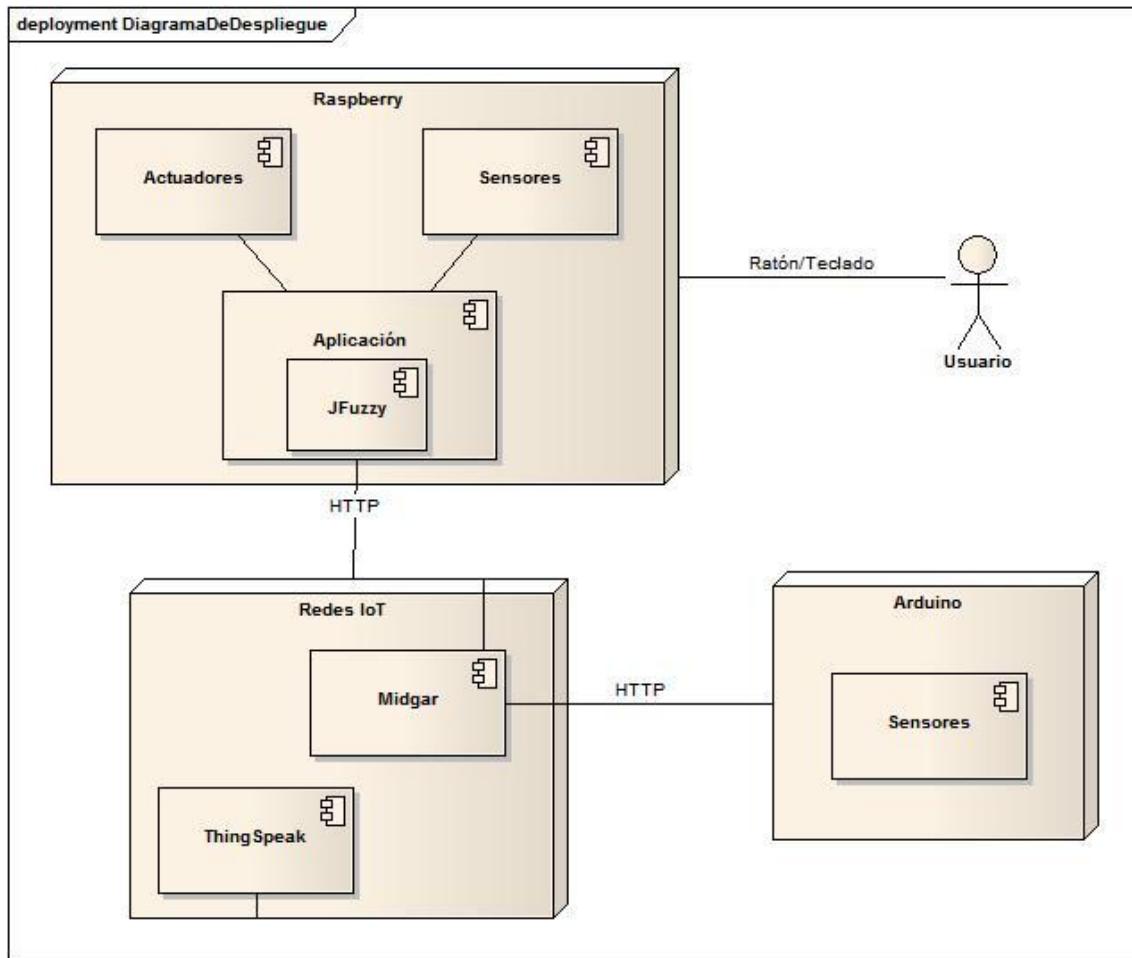 deployment DiagramaDeDespliegue
Raspberry
Actuadores
Sensores
Aplicación
JFuzzy
Ratón/Teclado
Usuario
HTTP
Redes IoT
Midgar
ThingSpeak
HTTP
Arduino
Sensores